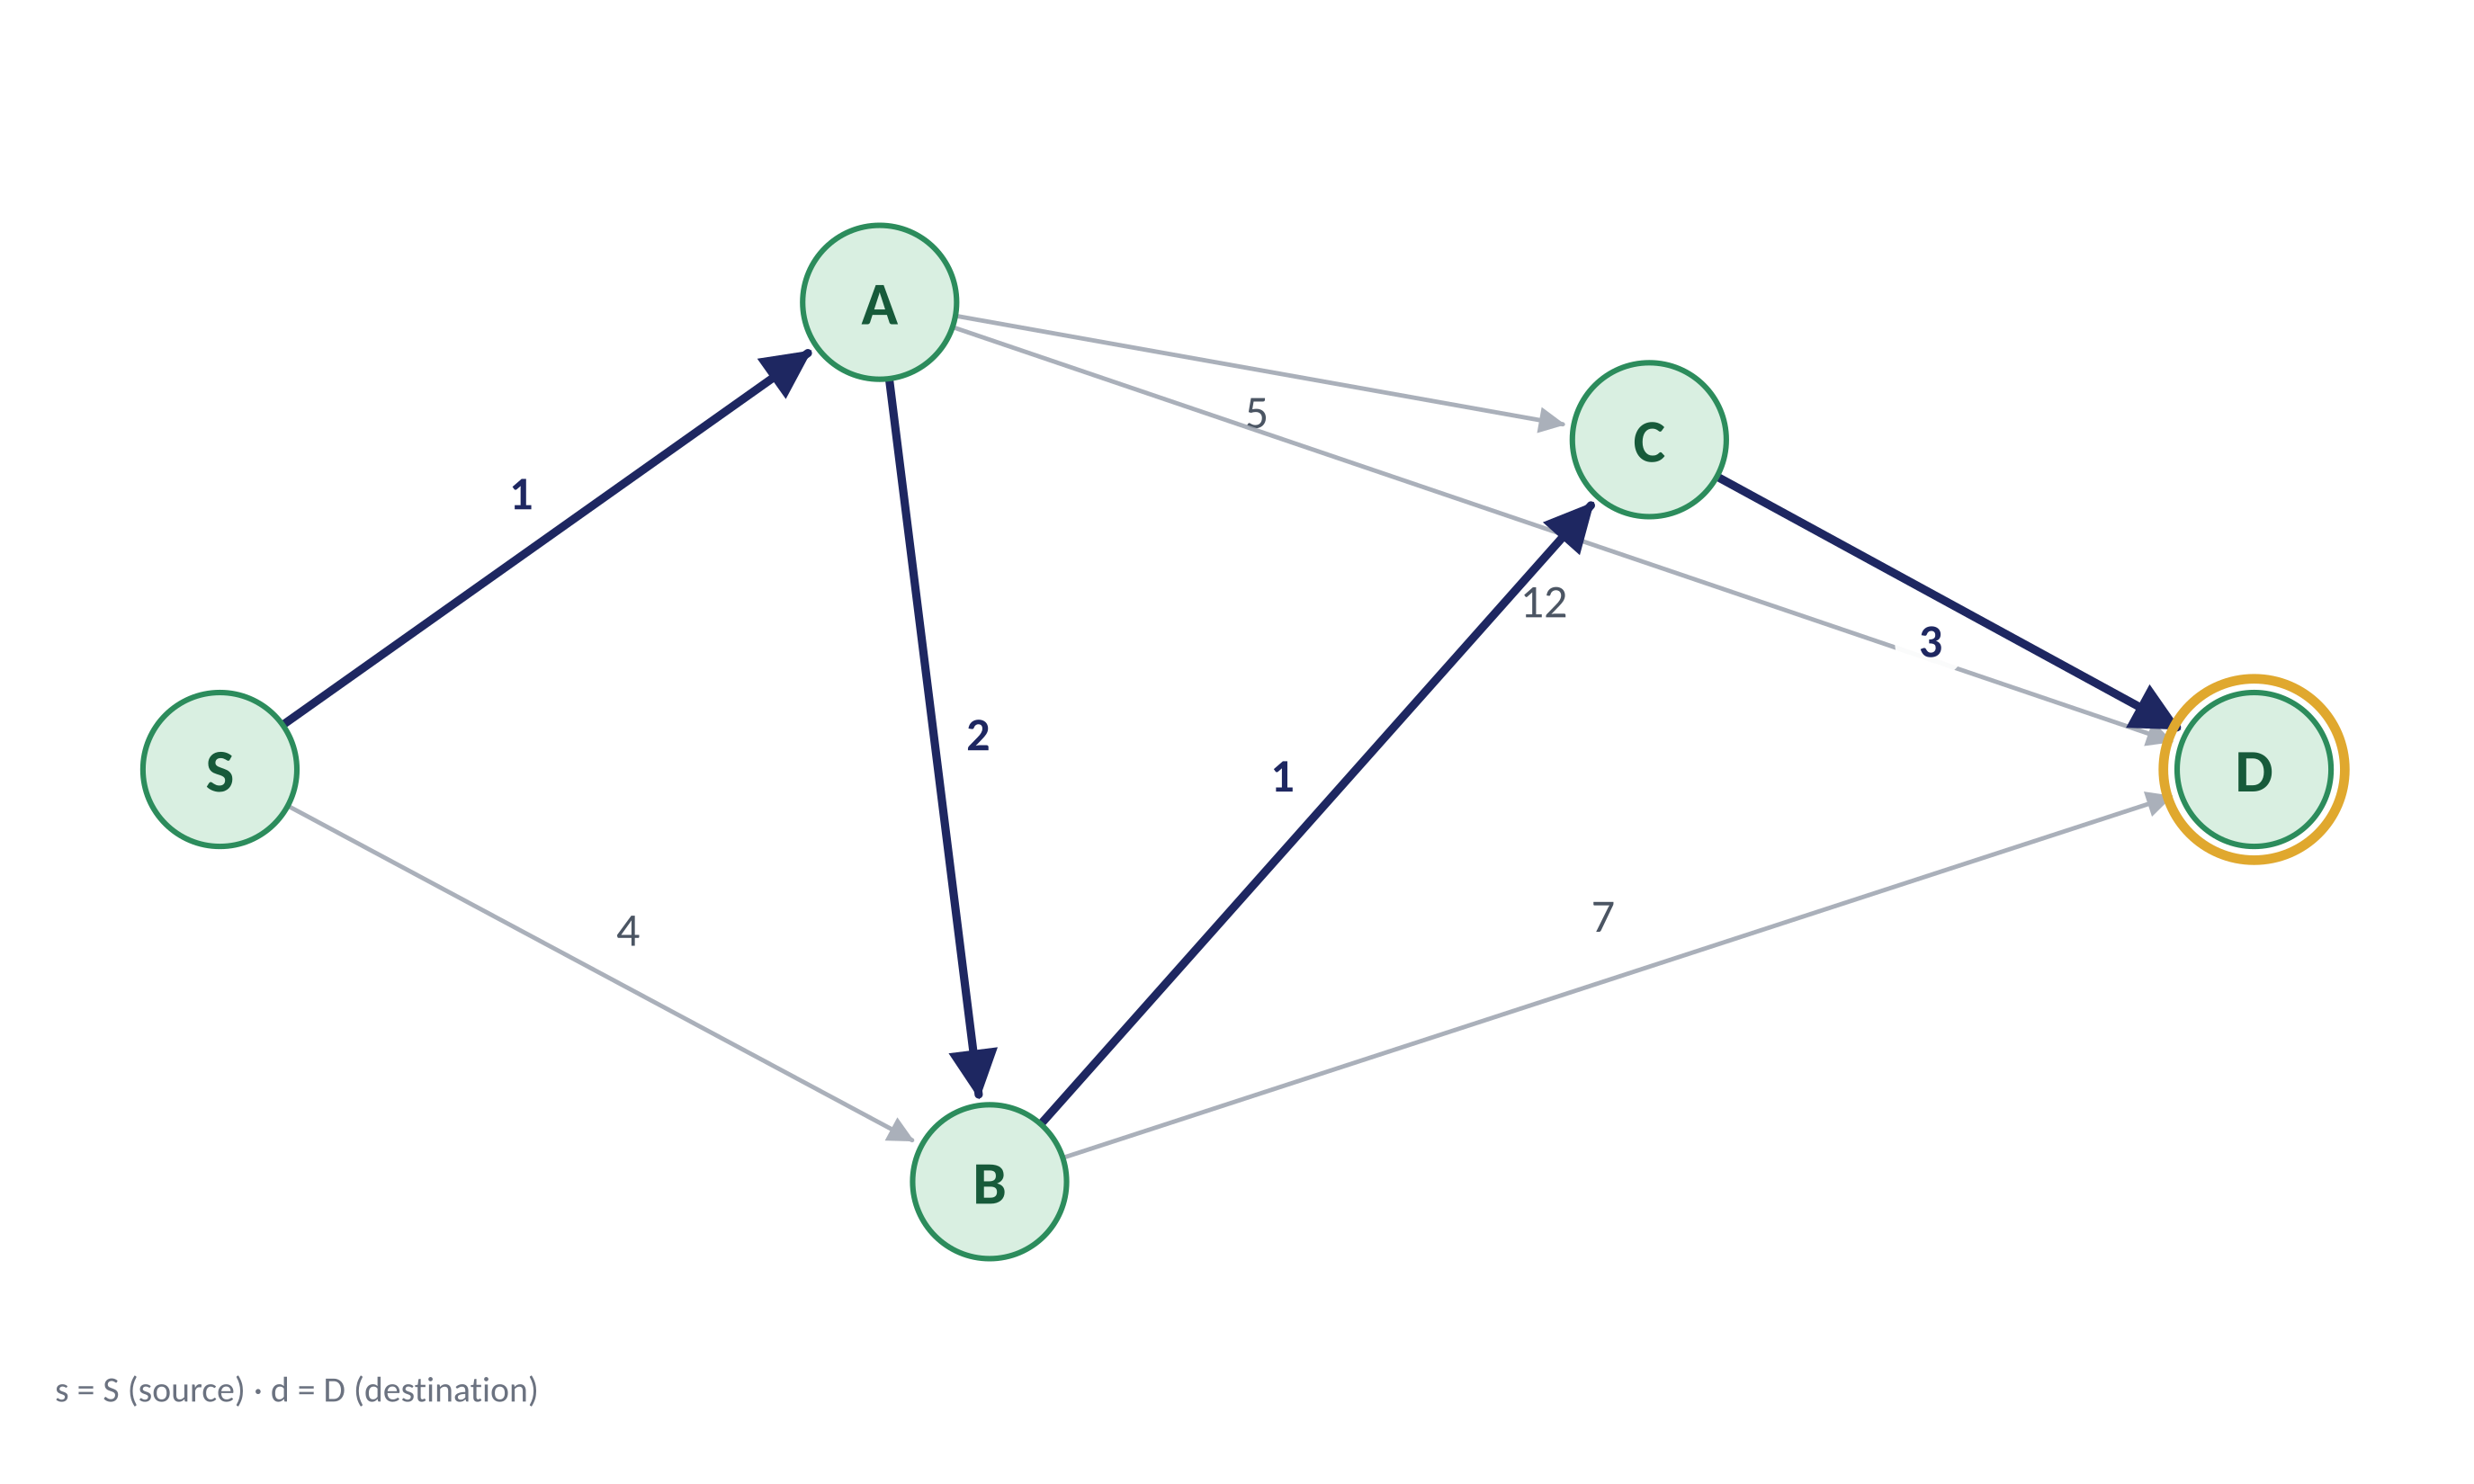 A
5
C
1
12
3
2
S
1
D
4
7
B
s = S (source) · d = D (destination)